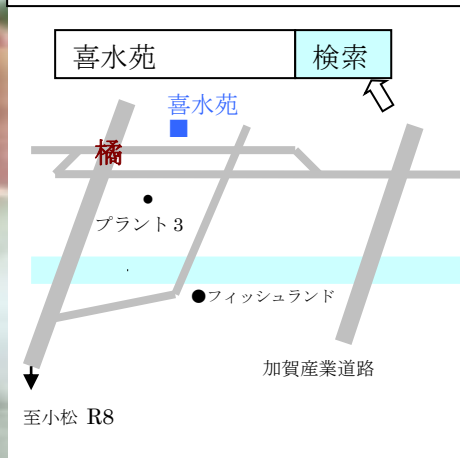 喜水苑 検索
喜水苑
橘
プラント3
●フィッシュランド
加賀産業道路
至小松 R8